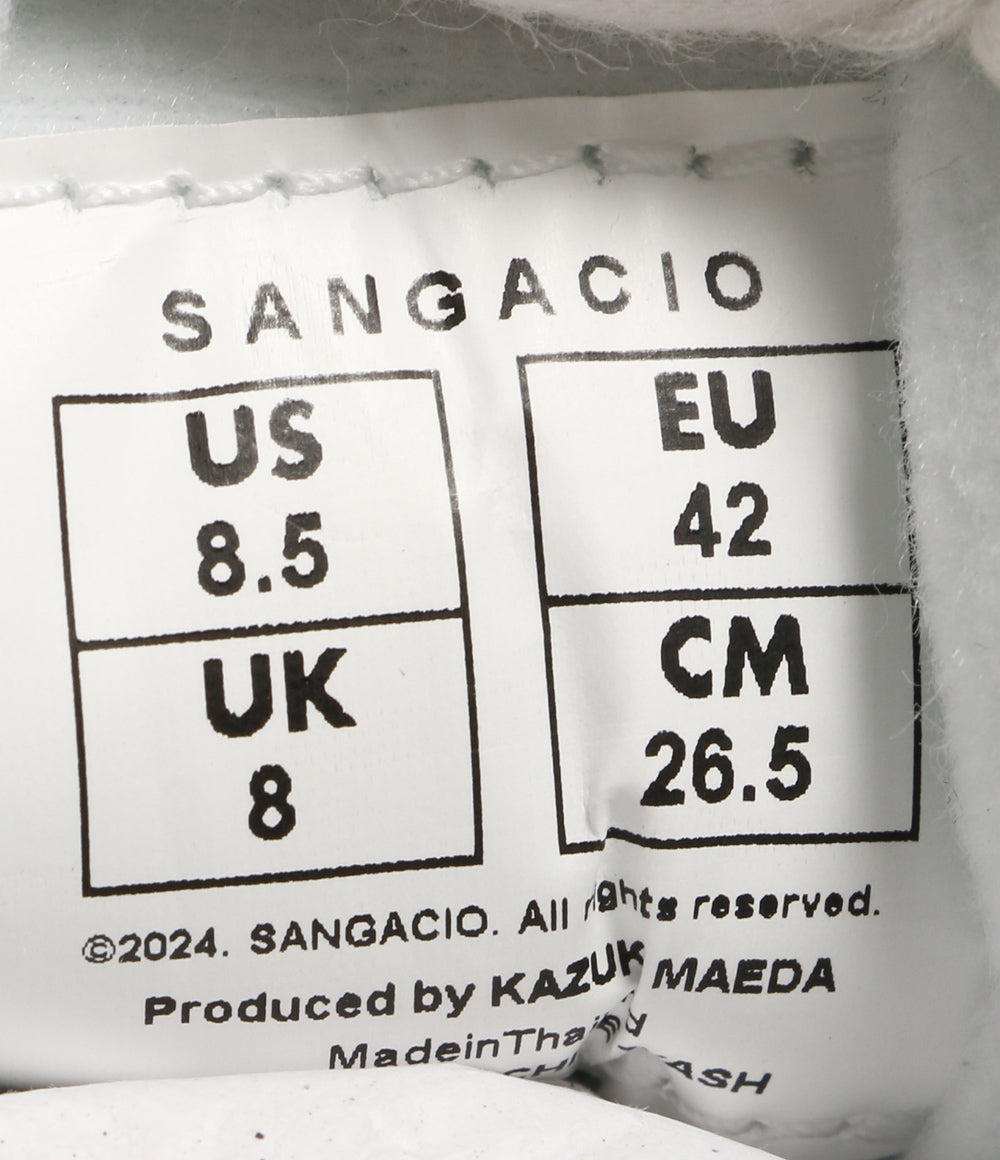 SANGACIO
US
8.5
UK
8
EU
42
CM
26.5
©2024. SANGACIO. All rights reserved.
Produced by KAZUKI MAEDA
MadeinThai